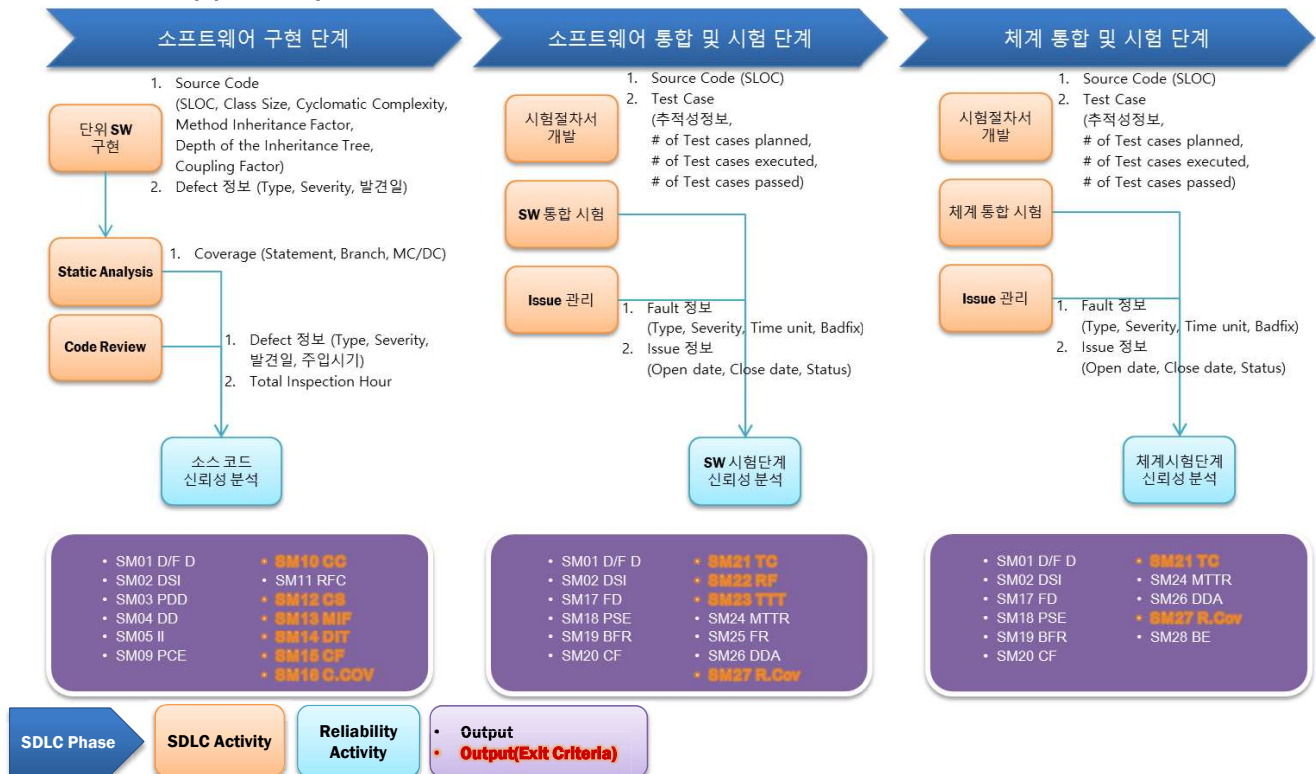 소프트웨어 구현 단계
단위 SW
구현
1. Source Code
(SLOC, Class Size, Cyclomatic Complexity,
Method Inheritance Factor,
Depth of the Inheritance Tree,
Coupling Factor)
2. Defect 정보 (Type, Severity, 발견일)
Static Analysis
1. Coverage (Statement, Branch, MC/DC)
Code Review
1. Defect 정보 (Type, Severity,
발견일, 주입시기)
2. Total Inspection Hour
소스 코드
신뢰성 분석
• SM01 D/F D
• SM02 DSI
• SM03 PDD
• SM04 DD
• SM05 II
• SM09 PCE
• SM10 CC
• SM11 RFC
• SM12 CS
• SM13 MIF
• SM14 DIT
• SM15 CF
• SM16 C.COV
소프트웨어 통합 및 시험 단계
시험절차서
개발
1. Source Code (SLOC)
2. Test Case
(추적성정보,
# of Test cases planned,
# of Test cases executed,
# of Test cases passed)
SW 통합 시험
Issue 관리
1. Fault 정보
(Type, Severity, Time unit, Badfix)
2. Issue 정보
(Open date, Close date, Status)
SW 시험단계
신뢰성 분석
• SM01 D/F D
• SM02 DSI
• SM17 FD
• SM18 PSE
• SM19 BFR
• SM20 CF
• SM21 TC
• SM22 RF
• SM23 TTT
• SM24 MTTR
• SM25 FR
• SM26 DDA
• SM27 R.Cov
체계 통합 및 시험 단계
시험절차서
개발
1. Source Code (SLOC)
2. Test Case
(추적성정보,
# of Test cases planned,
# of Test cases executed,
# of Test cases passed)
체계 통합 시험
Issue 관리
1. Fault 정보
(Type, Severity, Time unit, Badfix)
2. Issue 정보
(Open date, Close date, Status)
체계시험단계
신뢰성 분석
• SM01 D/F D
• SM02 DSI
• SM17 FD
• SM18 PSE
• SM19 BFR
• SM20 CF
• SM21 TC
• SM24 MTTR
• SM26 DDA
• SM27 R.Cov
• SM28 BE
SDLC Phase
SDLC Activity
Reliability
Activity
• Output
• Output(Exit Criteria)